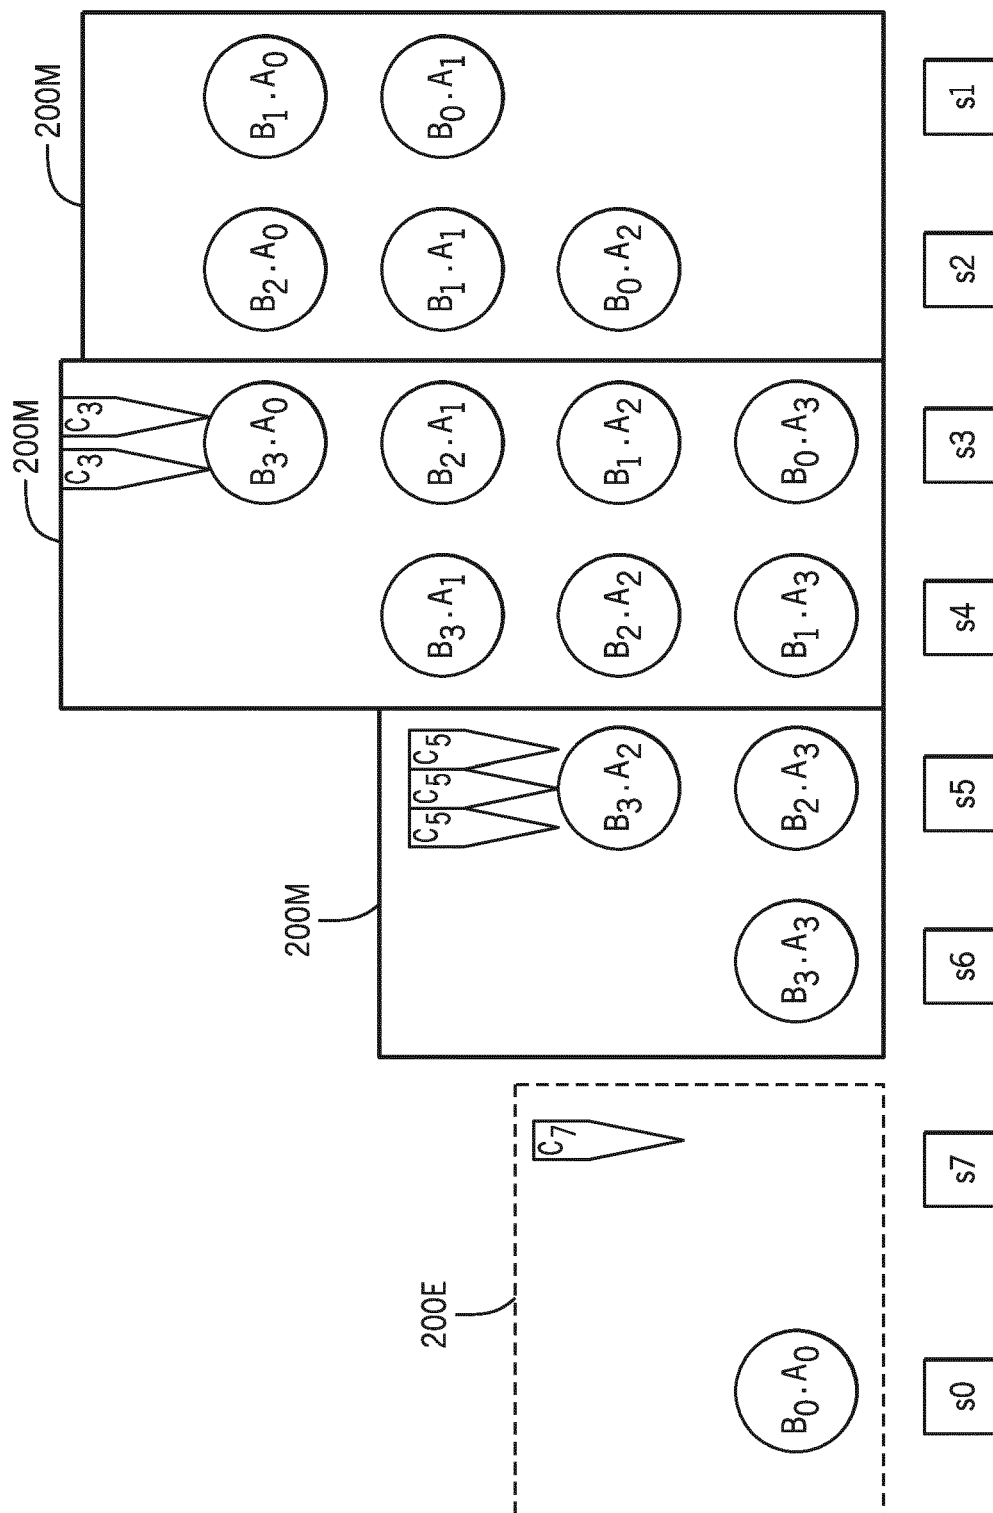 200M
B1.A0
B0.A1
s1
B2.A0
B1.A1
B0.A2
s2
200M
C3
C3
B3.A0
B2.A1
B1.A2
B0.A3
s3
B3.A1
B2.A2
B1.A3
s4
200M
C5
C5
C5
B3.A2
B2.A3
s5
B3.A3
s6
200E
C7
s7
B0.A0
s0